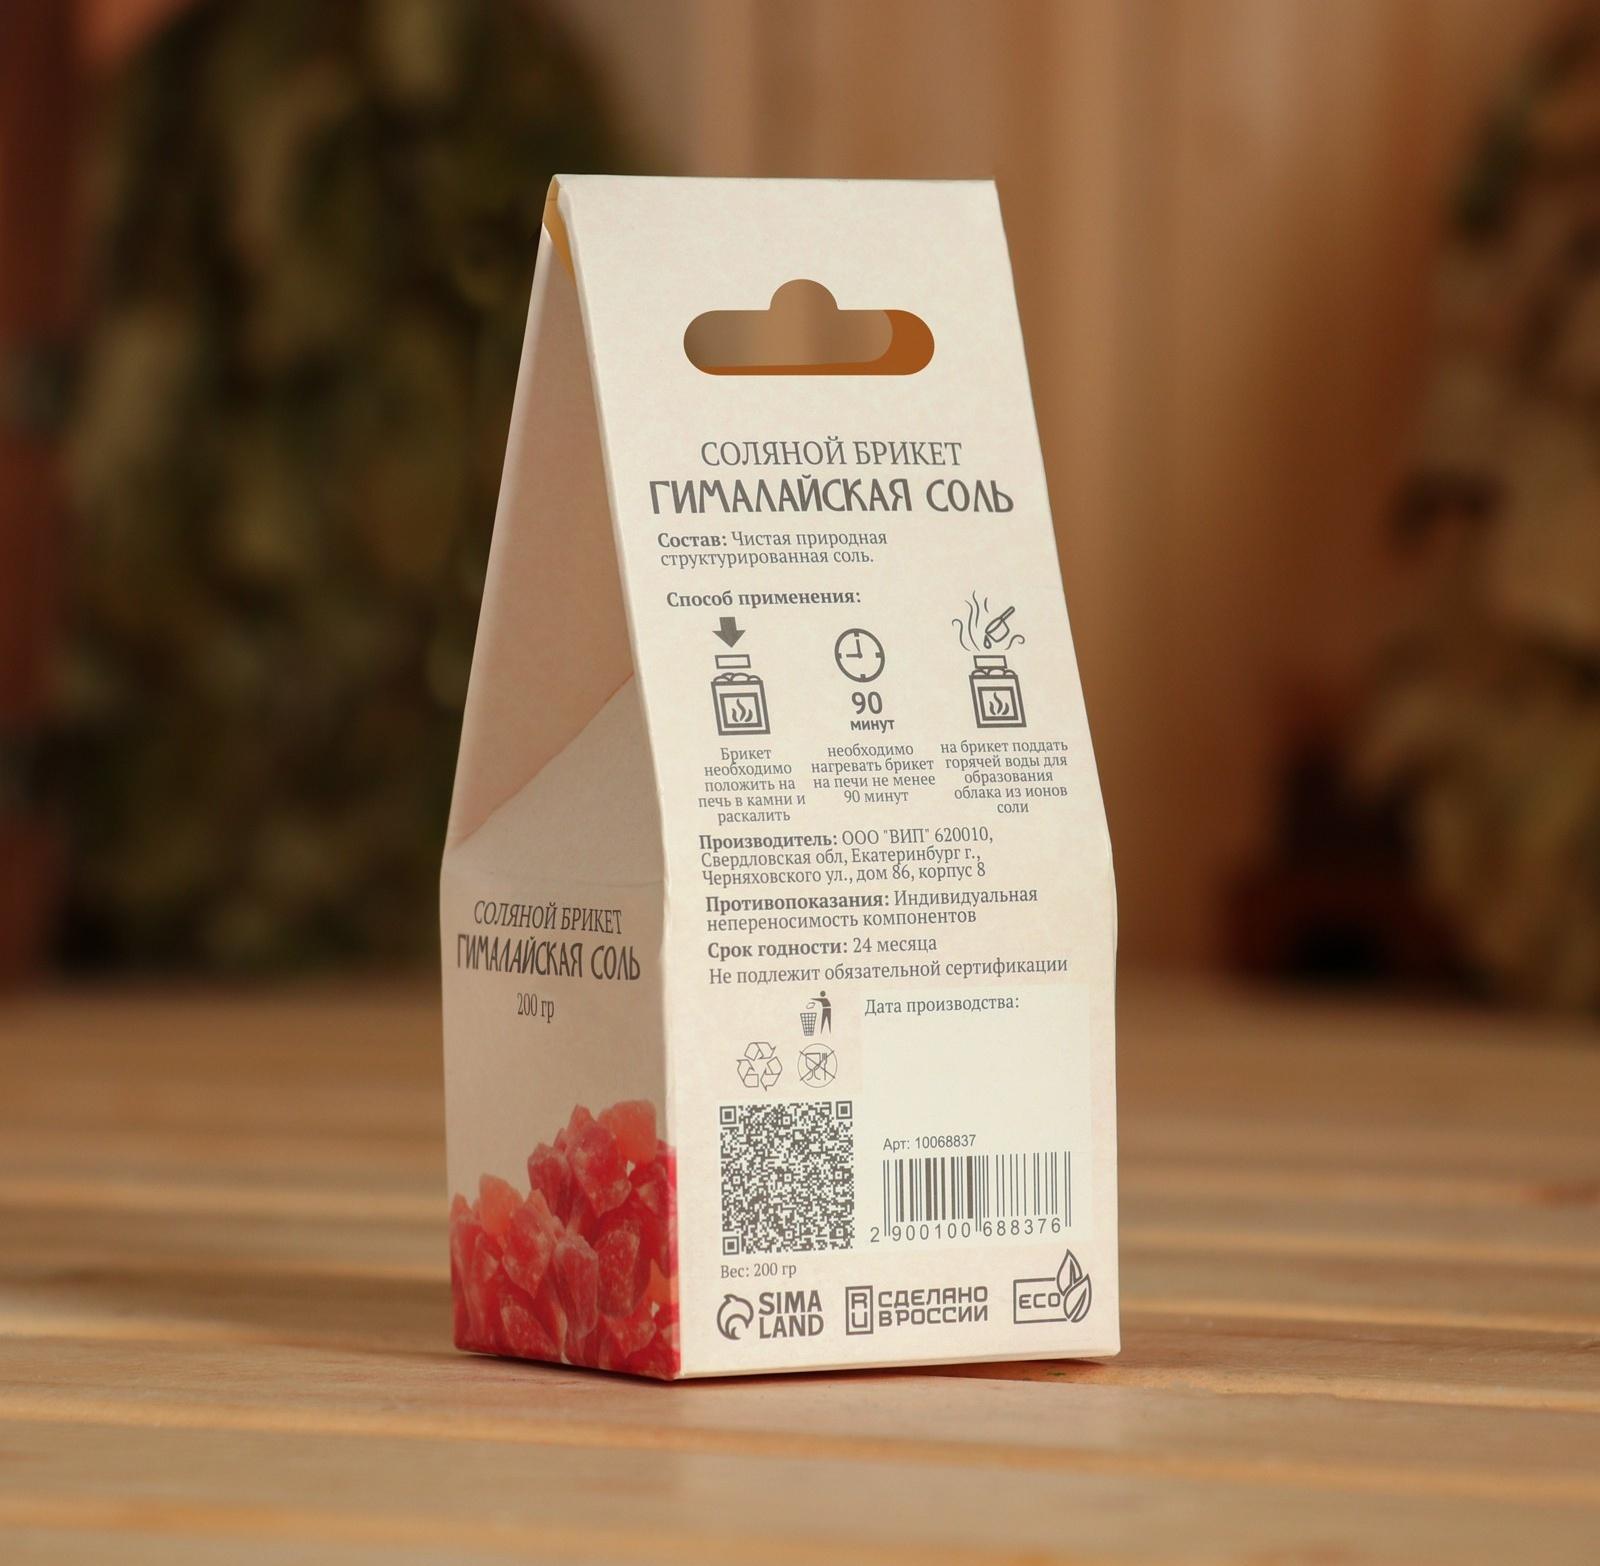 СОЛЯНОЙ БРИКЕТ
ГИМАЛАЙСКАЯ СОЛЬ
Состав: Чистая природная
структурированная соль.
Способ применения:
Брикет
необходимо
положить на
печь в камни и
раскалить
90
минут
необходимо
нагревать брикет
на печи не менее
90 минут
на брикет поддать
горячей воды для
образования
облака из ионов
соли
Производитель: ООО "ВИП" 620010,
Свердловская обл, Екатеринбург г.,
Черняховского ул., дом 86, корпус 8
Противопоказания: Индивидуальная
непереносимость компонентов
Срок годности: 24 месяца
Не подлежит обязательной сертификации
Дата производства:
Арт: 10068837
2 900100 688376
Вес: 200 гр
SIMA
LAND
RU
СДЕЛАНО
В РОССИИ
ECO
СОЛЯНОЙ БРИКЕТ
ГИМАЛАЙСКАЯ СОЛЬ
200 гр